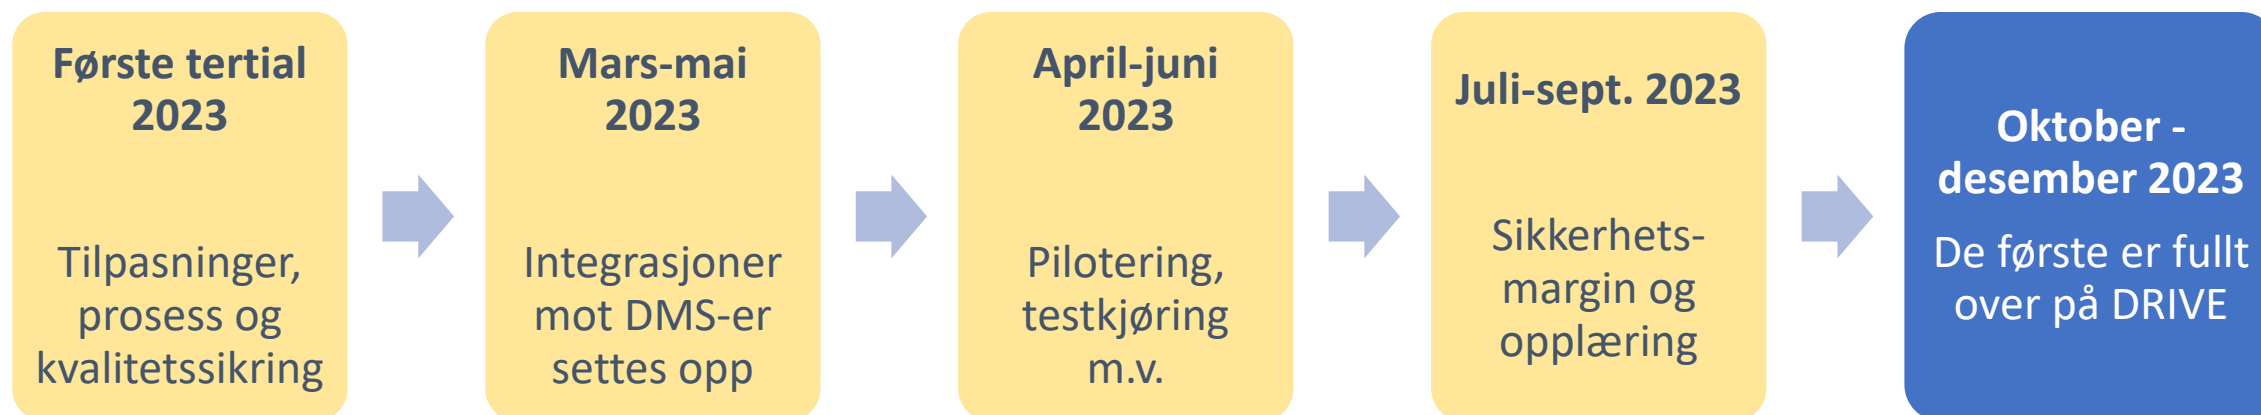 Første tertial
2023
Tilpasninger,
prosess og
kvalitetssikring
Mars-mai
2023
Integrasjoner
mot DMS-er
settes opp
April-juni
2023
Pilotering,
testkjøring
m.v.
Juli-sept. 2023
Sikkerhets-
margin og
opplæring
Oktober -
desember 2023
De første er fullt
over på DRIVE